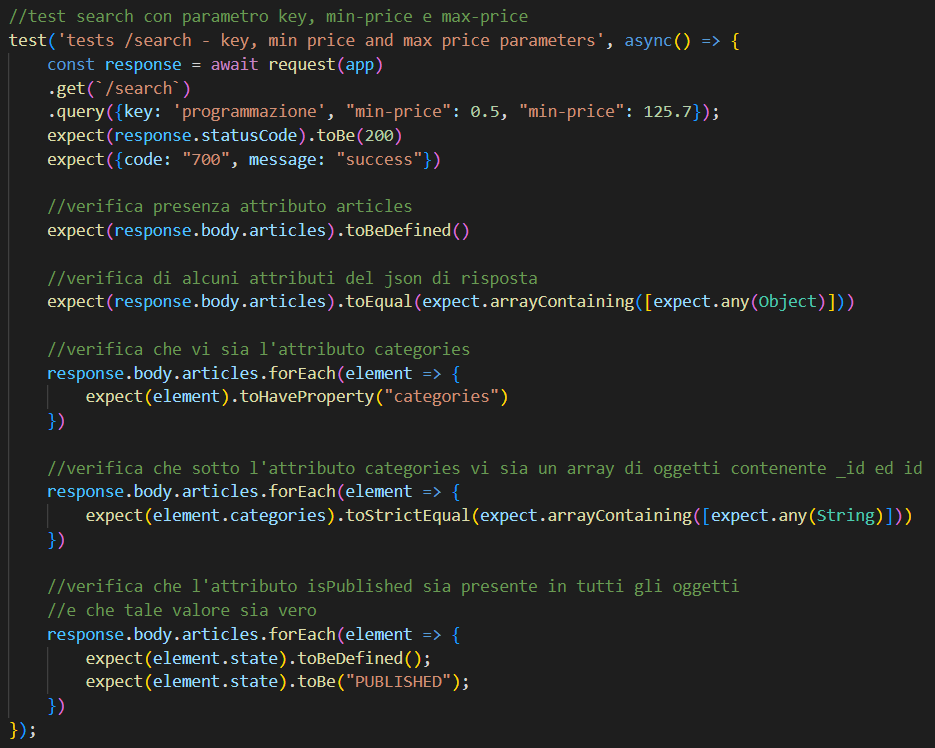 //test search con parametro key, min-price e max-price
test('tests /search - key, min price and max price parameters', async() => {
    const response = await request(app)
    .get(`/search`)
    .query({key: 'programmazione', "min-price": 0.5, "min-price": 125.7});
    expect(response.statusCode).toBe(200)
    expect({code: "700", message: "success"})

    //verifica presenza attributo articles
    expect(response.body.articles).toBeDefined()

    //verifica di alcuni attributi del json di risposta
    expect(response.body.articles).toEqual(expect.arrayContaining([expect.any(Object)]))

    //verifica che vi sia l'attributo categories
    response.body.articles.forEach(element => {
        expect(element).toHaveProperty("categories")
    })

    //verifica che sotto l'attributo categories vi sia un array di oggetti contenente _id ed id
    response.body.articles.forEach(element => {
        expect(element.categories).toStrictEqual(expect.arrayContaining([expect.any(String)]))
    })

    //verifica che l'attributo isPublished sia presente in tutti gli oggetti
    //e che tale valore sia vero
    response.body.articles.forEach(element => {
        expect(element.state).toBeDefined();
        expect(element.state).toBe("PUBLISHED");
    })
});